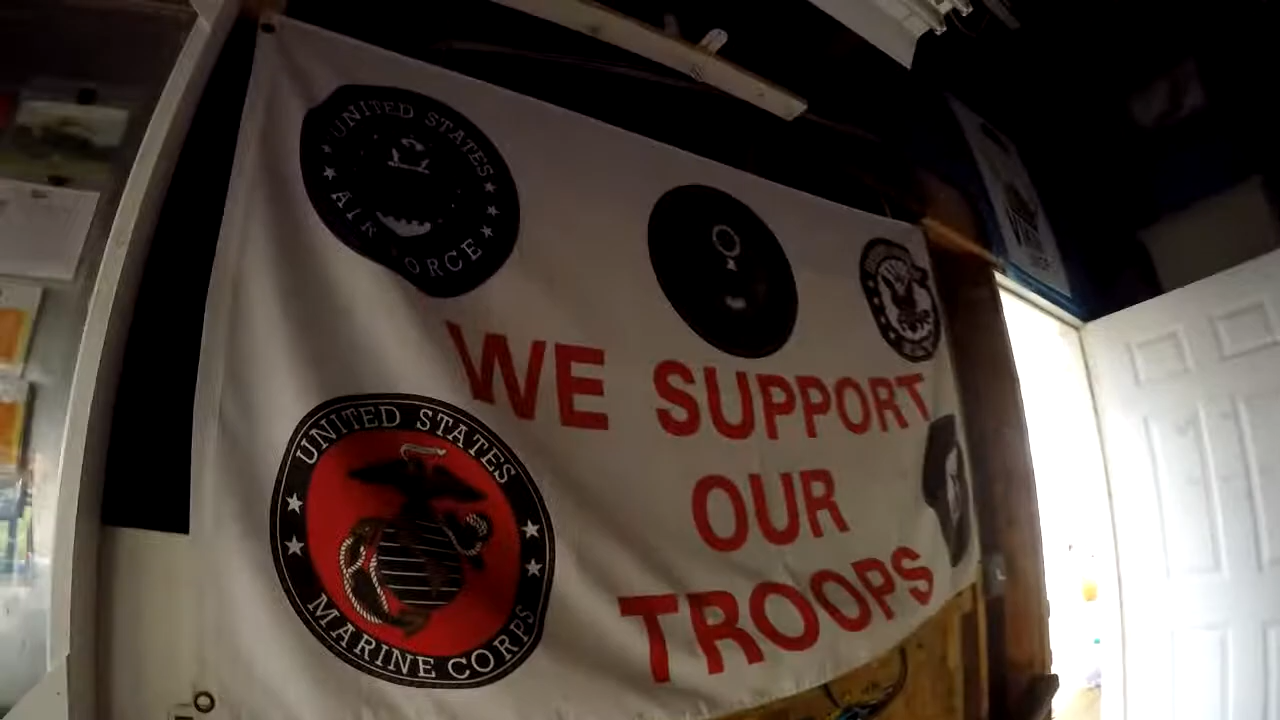 UNITED STATES
AIR FORCE
WE SUPPORT
OUR
TROOPS
UNITED STATES
MARINE CORPS